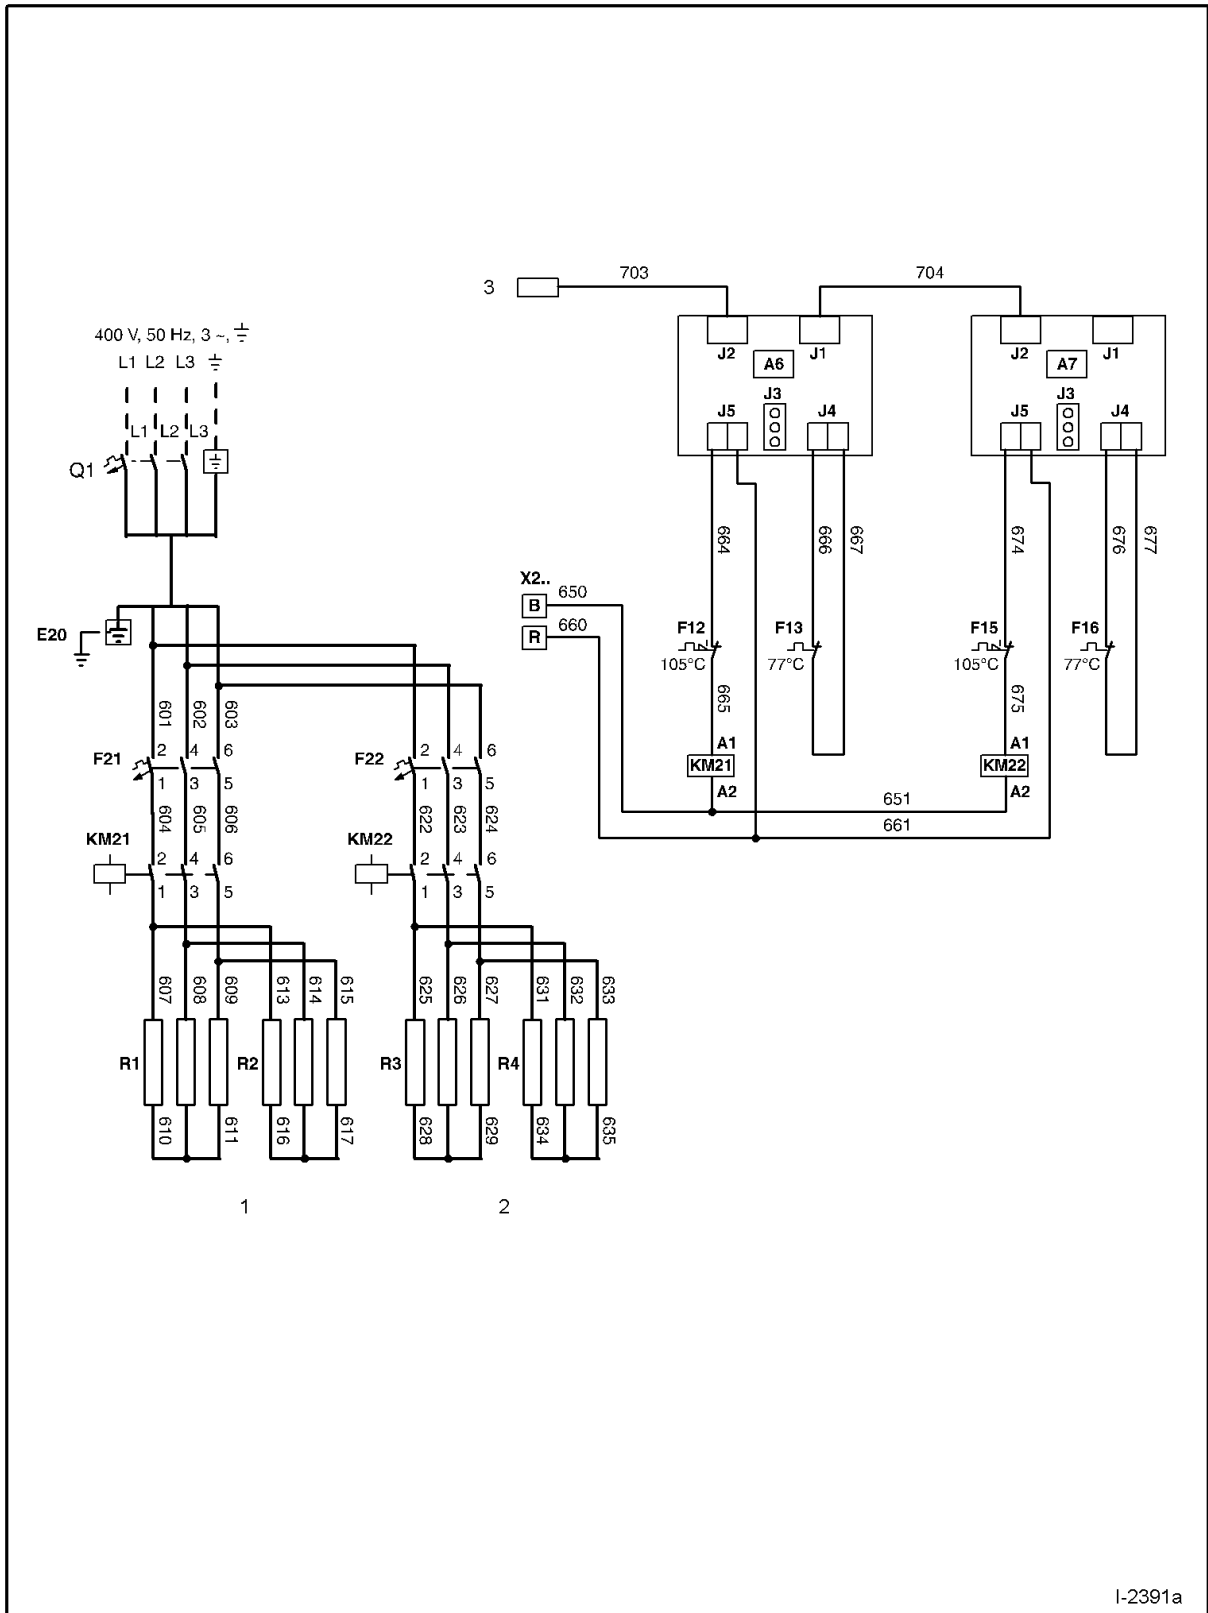 3 703 704
400 V, 50 Hz, 3 ~,
L1 L2 L3
J2 J1 J2 J1
A6 A7
J3 J3
J5 J4 J5 J4
L1 L2 L3
Q1
664 666 667 674 676 677
X2..
B 650
R 660
E20
F12 F13 F15 F16
105°C 77°C 105°C 77°C
601 602 603 665 675
F21 2 4 6 F22 2 4 6
1 3 5 1 3 5
A1 A1
KM21 KM22
A2 A2
651
661
604 605 606 622 623 624
KM21 2 4 6 KM22 2 4 6
1 3 5 1 3 5
607 608 609 613 614 615 625 626 627 631 632 633
R1 R2 R3 R4
610 611 616 617 628 629 634 635
1 2
I-2391a